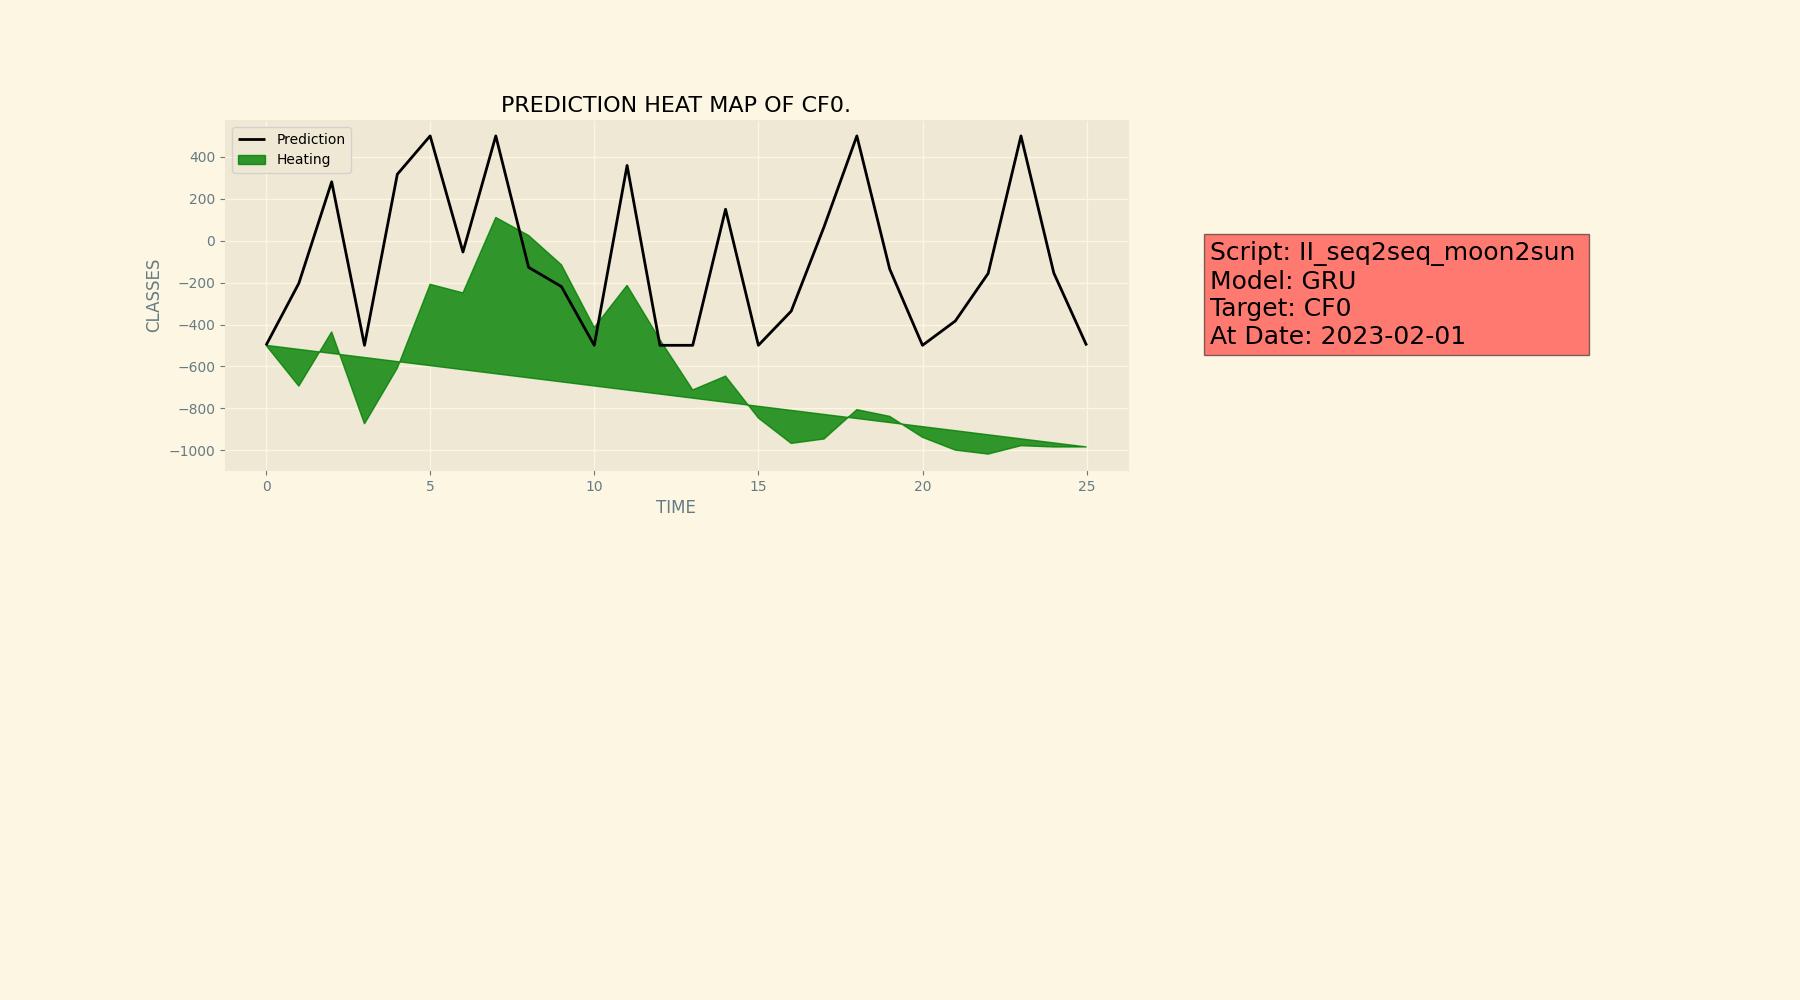 PREDICTION HEAT MAP OF CF0.
Prediction
Heating
400
200
0
−200
−400
−600
−800
−1000
CLASSES
0 5 10 15 20 25
TIME
Script: II_seq2seq_moon2sun
Model: GRU
Target: CF0
At Date: 2023-02-01